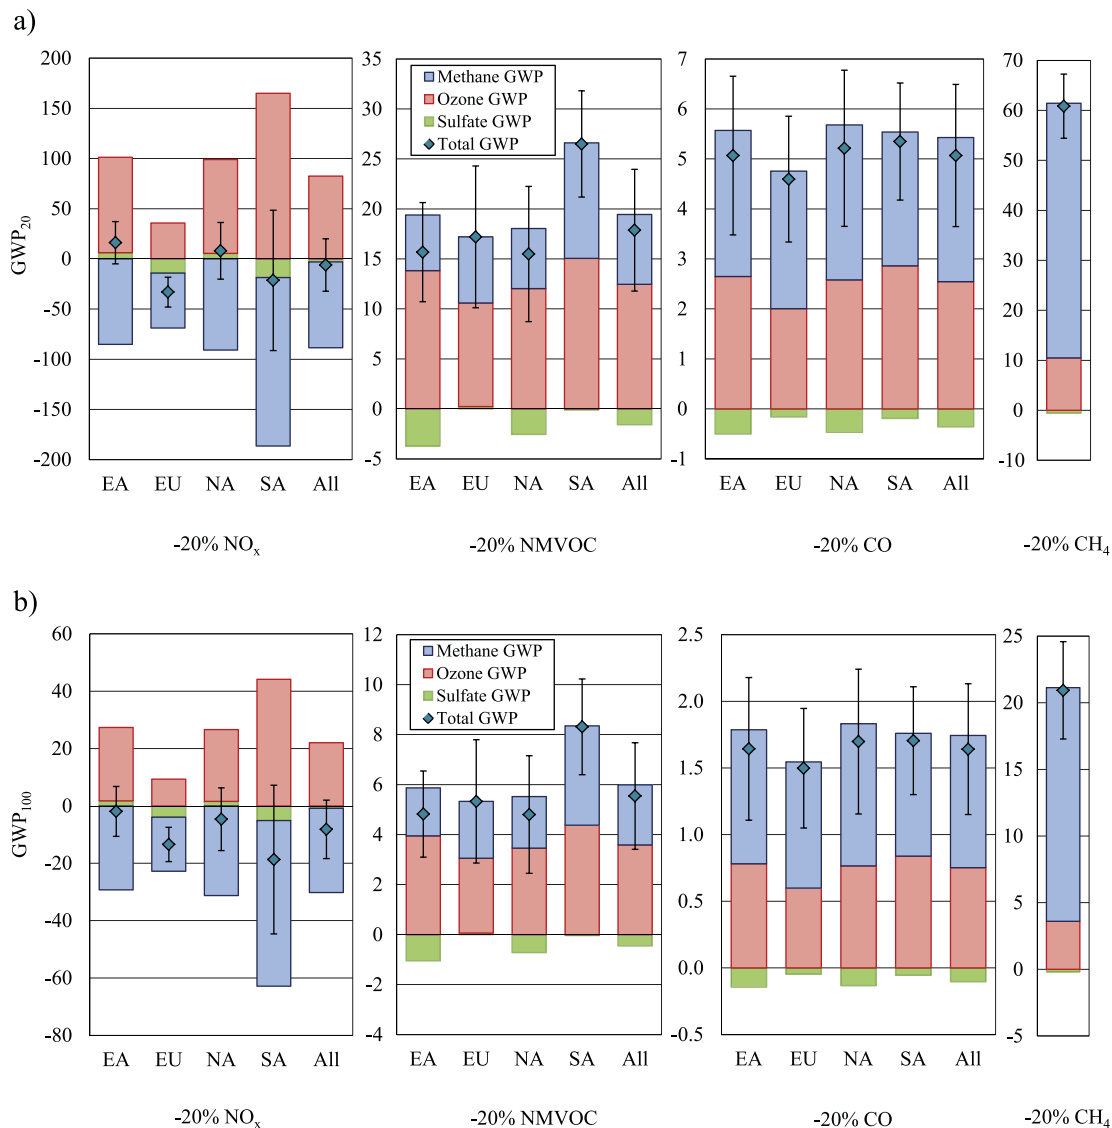 a)
GWP20
200
150
100
50
0
-50
-100
-150
-200
EA EU NA SA All
-20% NOx
35
30
25
20
15
10
5
0
-5
Methane GWP
Ozone GWP
Sulfate GWP
Total GWP
EA EU NA SA All
-20% NMVOC
7
6
5
4
3
2
1
0
-1
EA EU NA SA All
-20% CO
70
60
50
40
30
20
10
0
-10
-20% CH4
b)
GWP100
60
40
20
0
-20
-40
-60
-80
EA EU NA SA All
-20% NOx
12
10
8
6
4
2
0
-2
-4
Methane GWP
Ozone GWP
Sulfate GWP
Total GWP
EA EU NA SA All
-20% NMVOC
2.5
2.0
1.5
1.0
0.5
0.0
-0.5
EA EU NA SA All
-20% CO
25
20
15
10
5
0
-5
-20% CH4